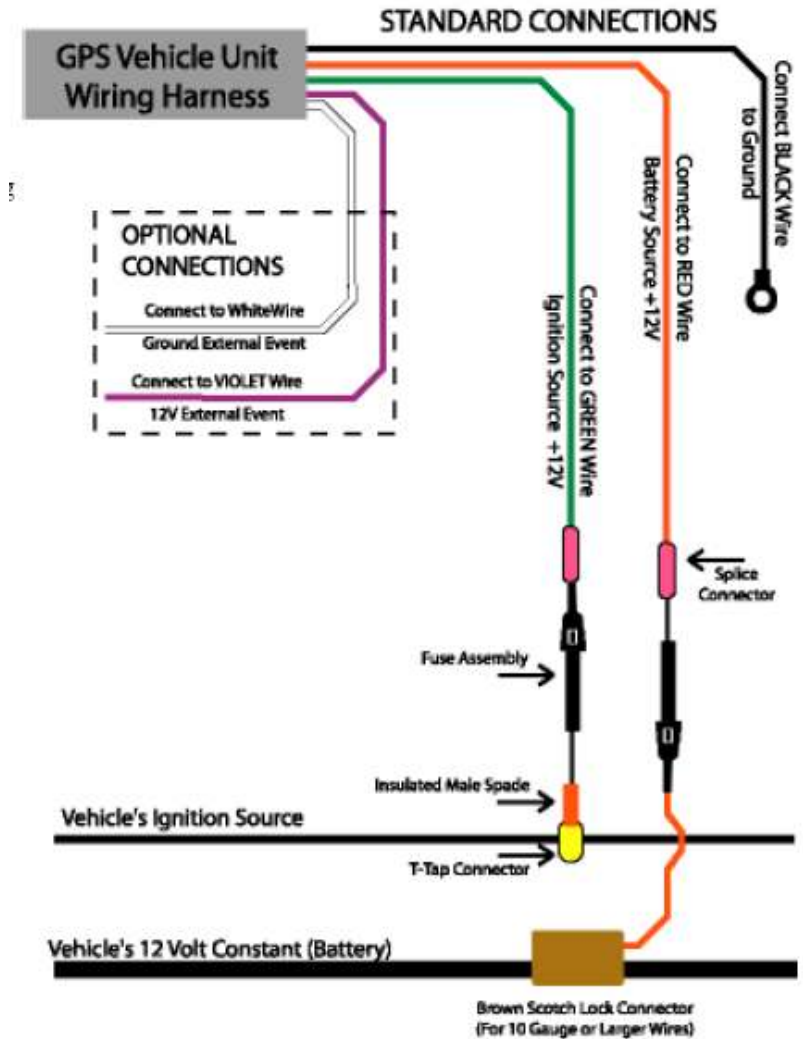 STANDARD CONNECTIONS
GPS Vehicle Unit
Wiring Harness
Connect BLACK Wire
to Ground
Connect to RED Wire
Battery Source +12V
Connect to GREEN Wire
Ignition Source +12V
OPTIONAL
CONNECTIONS
Connect to WhiteWire
Ground External Event
Connect to VIOLET Wire
12V External Event
Splice
Connector
Fuse Assembly
Insulated Male Spade
Vehicle's Ignition Source
T-Tap Connector
Vehicle's 12 Volt Constant (Battery)
Brown Scotch Lock Connector
(For 10 Gauge or Larger Wires)